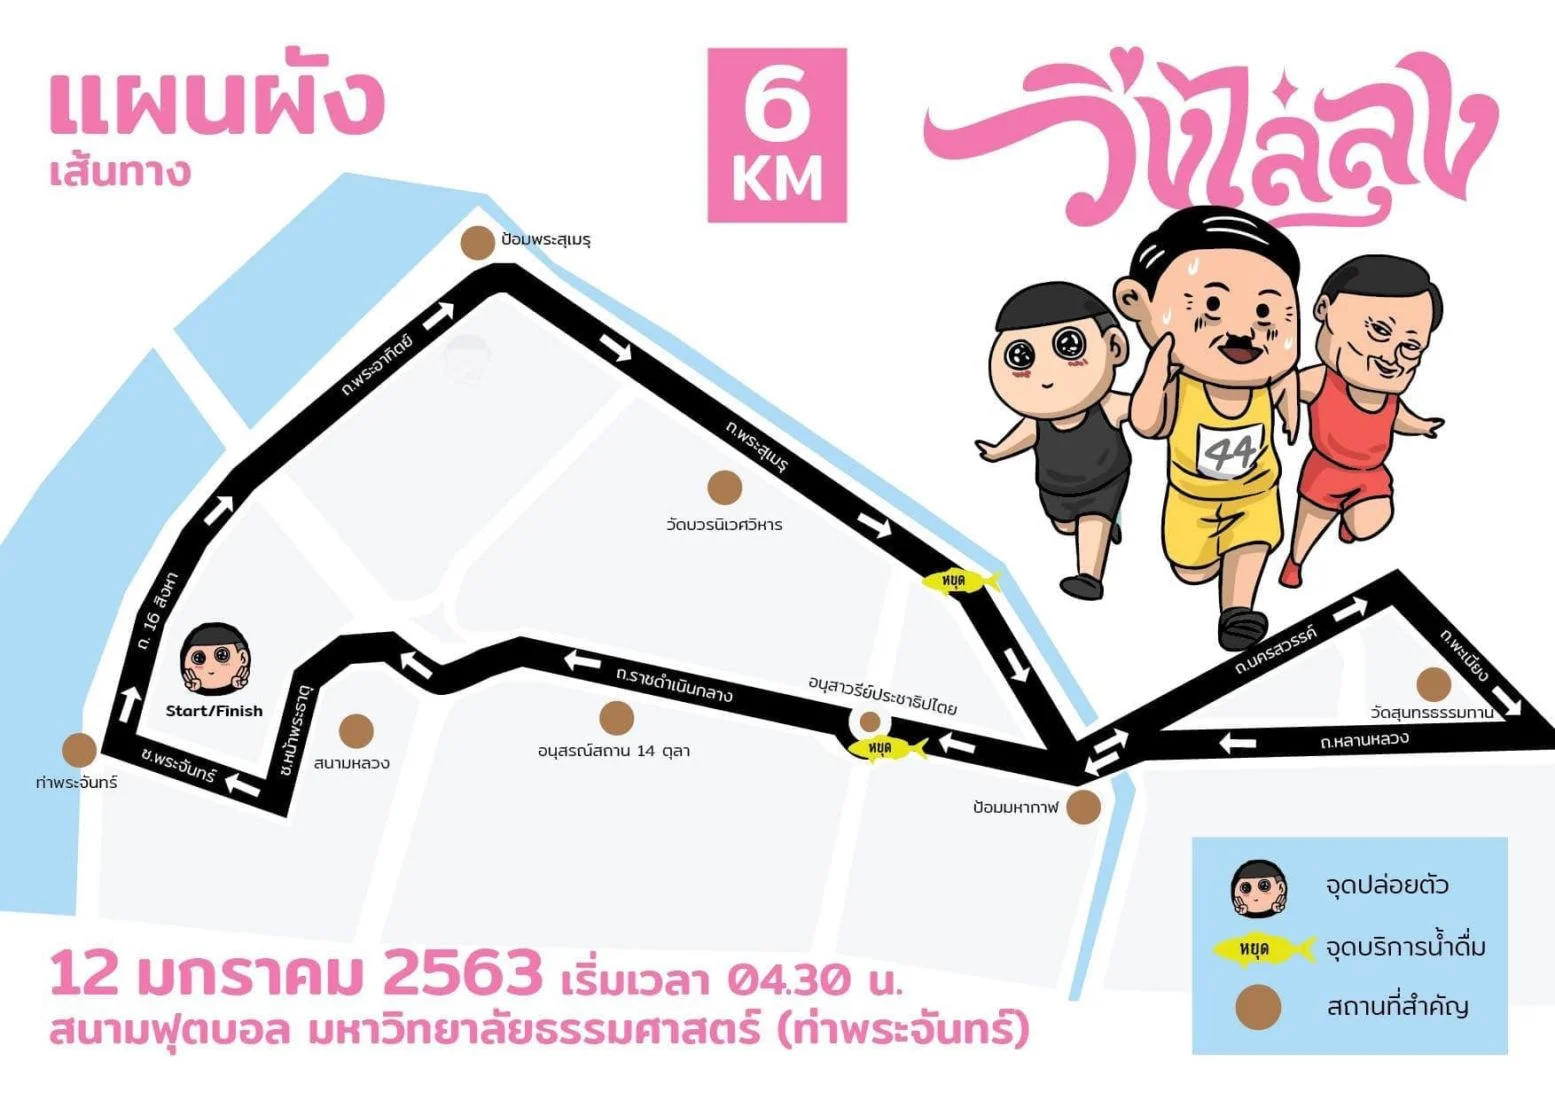 แผนผัง
เส้นทาง
6
KM
วิ่งไล่ลุง
44
ป้อมพระสุเมรุ
ถ.พระอาทิตย์
ถ.พระสุเมรุ
วัดบวรนิเวศวิหาร
หยุด
ถ. 16 สิงหา
Start/Finish
ถ.นครสวรรค์
ถ.พะเนียง
วัดสุนทรธรรมทาน
ถ.หลานหลวง
ถ.ราชดำเนินกลาง
อนุสาวรีย์ประชาธิปไตย
หยุด
อนุสรณ์สถาน 14 ตุลา
ซ.หน้าพระธาตุ
สนามหลวง
ซ.พระจันทร์
ท่าพระจันทร์
ป้อมมหากาฬ
จุดปล่อยตัว
หยุด จุดบริการน้ำดื่ม
สถานที่สำคัญ
12 มกราคม 2563 เริ่มเวลา 04.30 น.
สนามฟุตบอล มหาวิทยาลัยธรรมศาสตร์ (ท่าพระจันทร์)